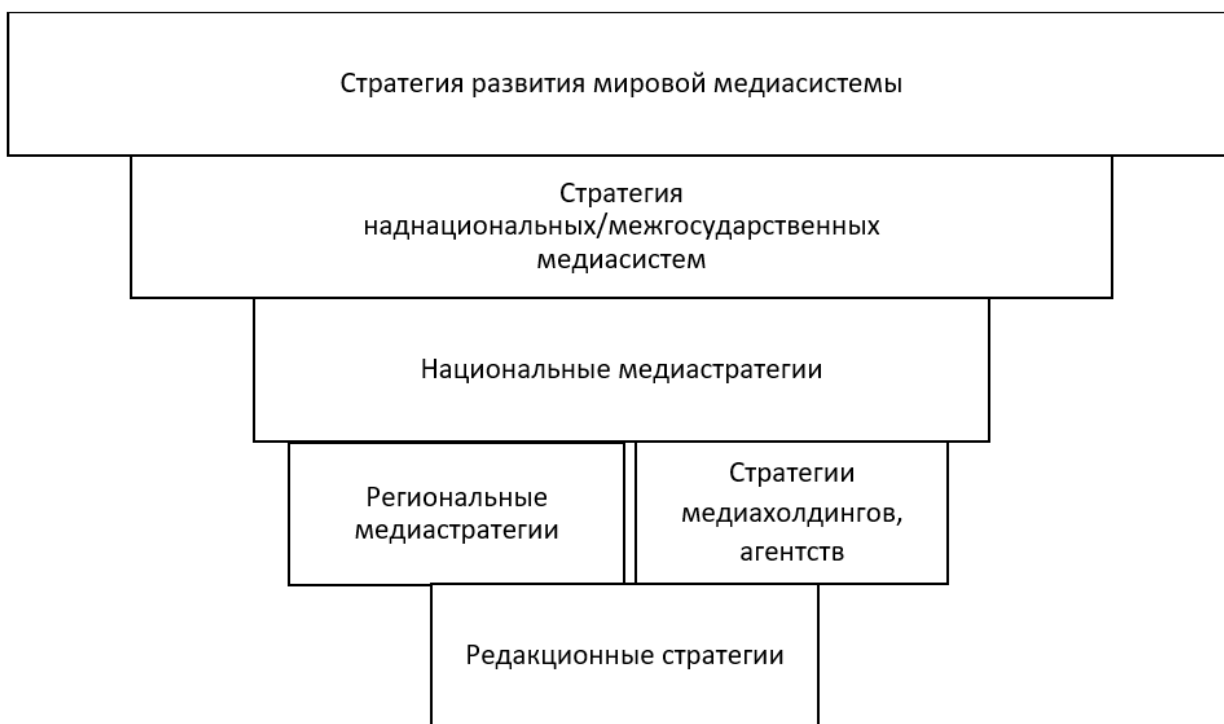 Стратегия развития мировой медиасистемы
Стратегия
наднациональных/межгосударственных
медиасистем
Национальные медиастратегии
Региональные
медиастратегии
Стратегии
медиахолдингов,
агентств
Редакционные стратегии